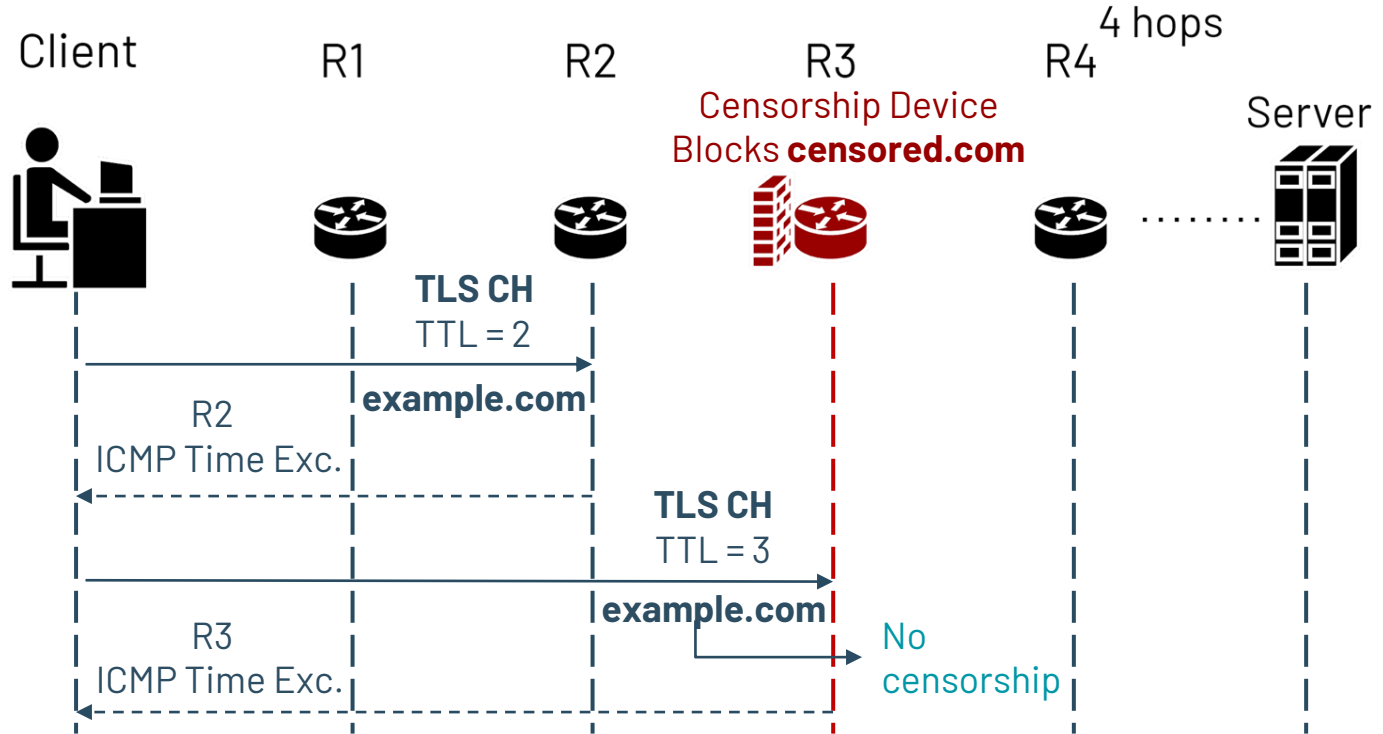 Client
R1
R2
R3
R4
4 hops
Server
Censorship Device
Blocks censored.com
TLS CH
TTL = 2
example.com
R2
ICMP Time Exc.
TLS CH
TTL = 3
example.com
R3
ICMP Time Exc.
No
censorship